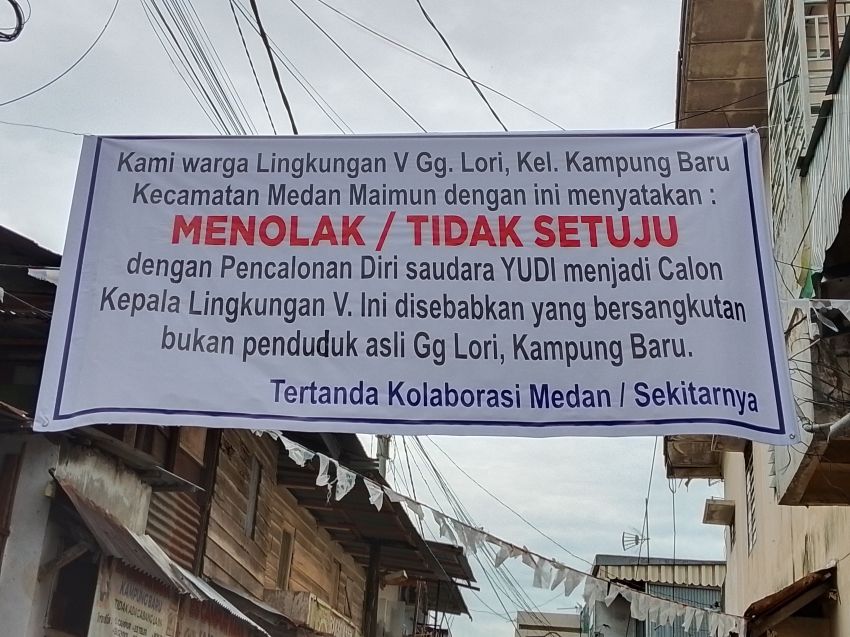 Kami warga Lingkungan V Gg. Lori, Kel. Kampung Baru
Kecamatan Medan Maimun dengan ini menyatakan :
MENOLAK / TIDAK SETUJU
dengan Pencalonan Diri saudara YUDI menjadi Calon
Kepala Lingkungan V. Ini disebabkan yang bersangkutan
bukan penduduk asli Gg Lori, Kampung Baru.
Tertanda Kolaborasi Medan / Sekitarnya
KAMPUNG BARU